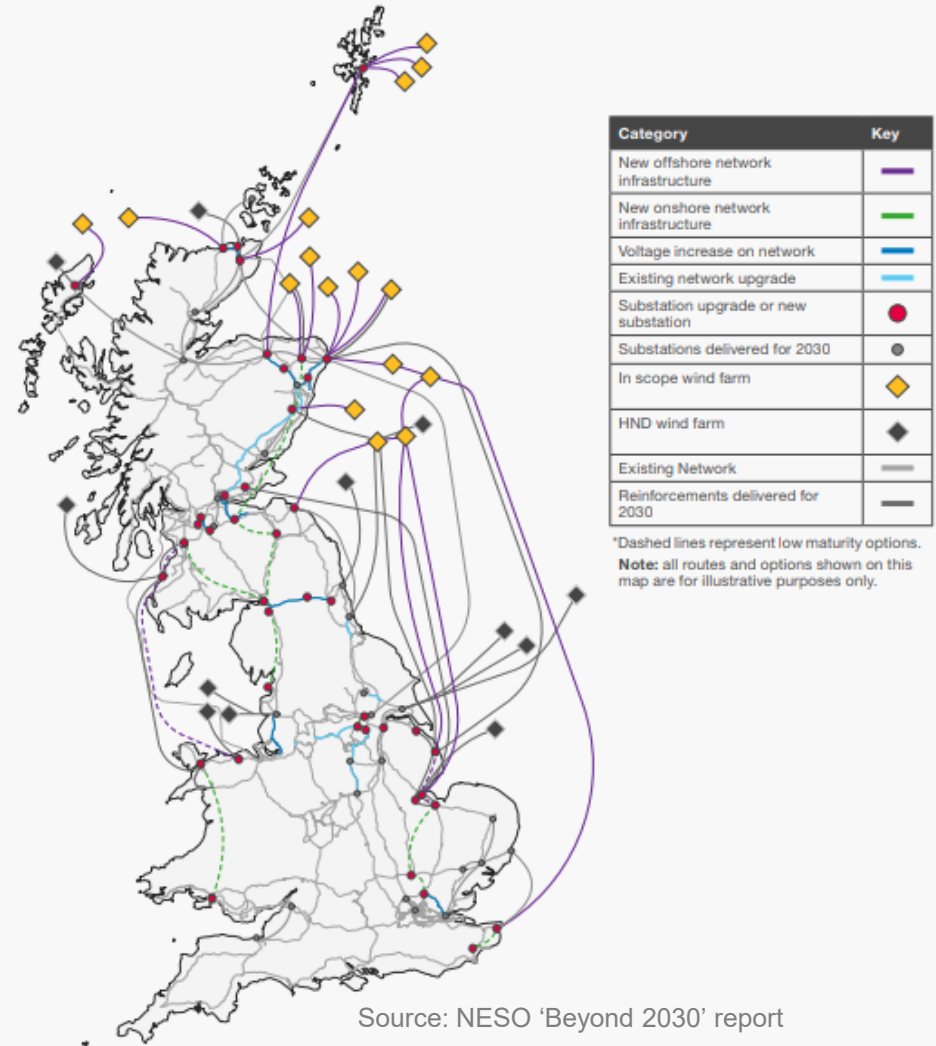 Category Key
New offshore network
infrastructure
New onshore network
infrastructure
Voltage increase on network
Existing network upgrade
Substation upgrade or new
substation
Substations delivered for 2030
In scope wind farm
HND wind farm
Existing Network
Reinforcements delivered for
2030
*Dashed lines represent low maturity options.
Note: all routes and options shown on this
map are for illustrative purposes only.
Source: NESO ‘Beyond 2030’ report